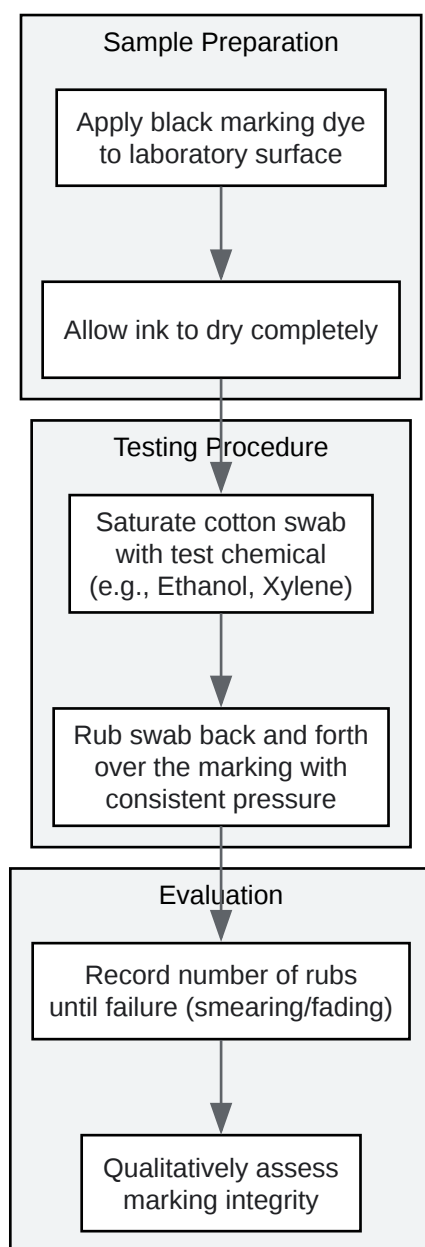 Sample Preparation
Apply black marking dye
to laboratory surface
Allow ink to dry completely
Testing Procedure
Saturate cotton swab
with test chemical
(e.g., Ethanol, Xylene)
Rub swab back and forth
over the marking with
consistent pressure
Evaluation
Record number of rubs
until failure (smearing/fading)
Qualitatively assess
marking integrity